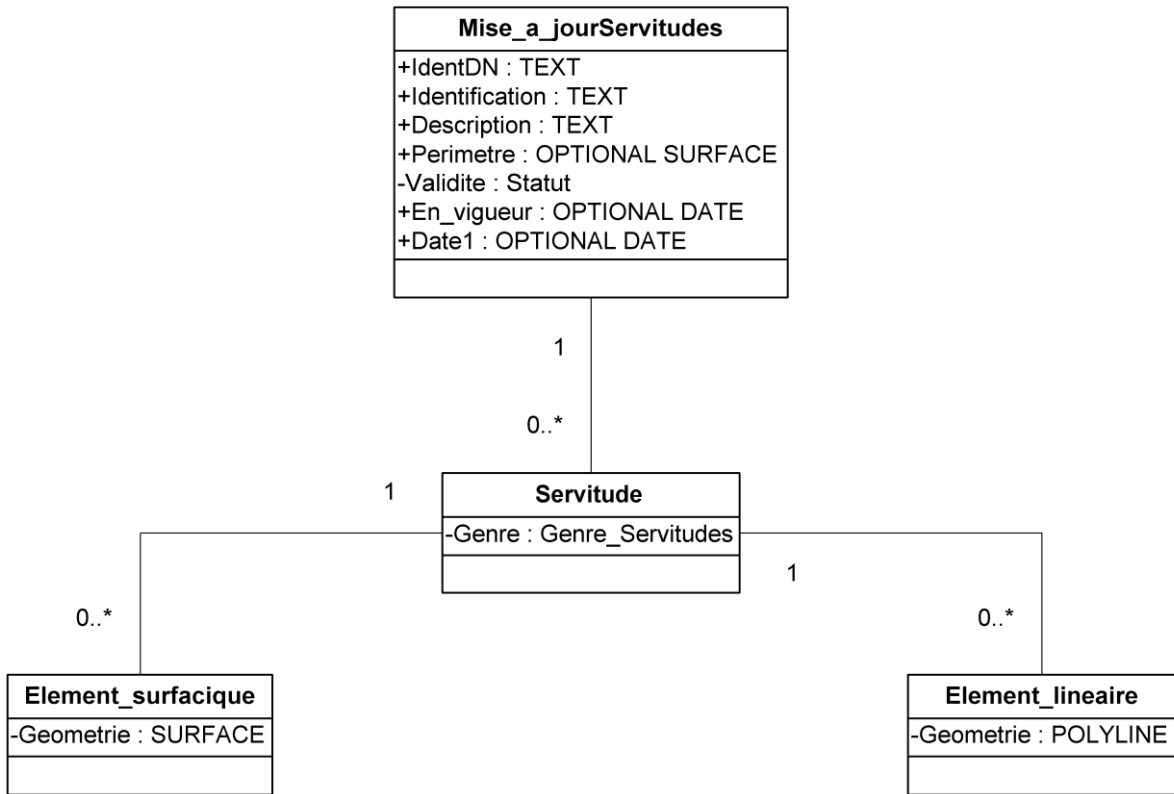 Mise_a_jourServitudes
+IdentDN : TEXT
+Identification : TEXT
+Description : TEXT
+Perimetre : OPTIONAL SURFACE
-Validite : Statut
+En_vigueur : OPTIONAL DATE
+Date1 : OPTIONAL DATE
1
0..*
Servitude
-Genre : Genre_Servitudes
1
1
0..*
0..*
Element_surfacique
-Geometrie : SURFACE
Element_lineaire
-Geometrie : POLYLINE